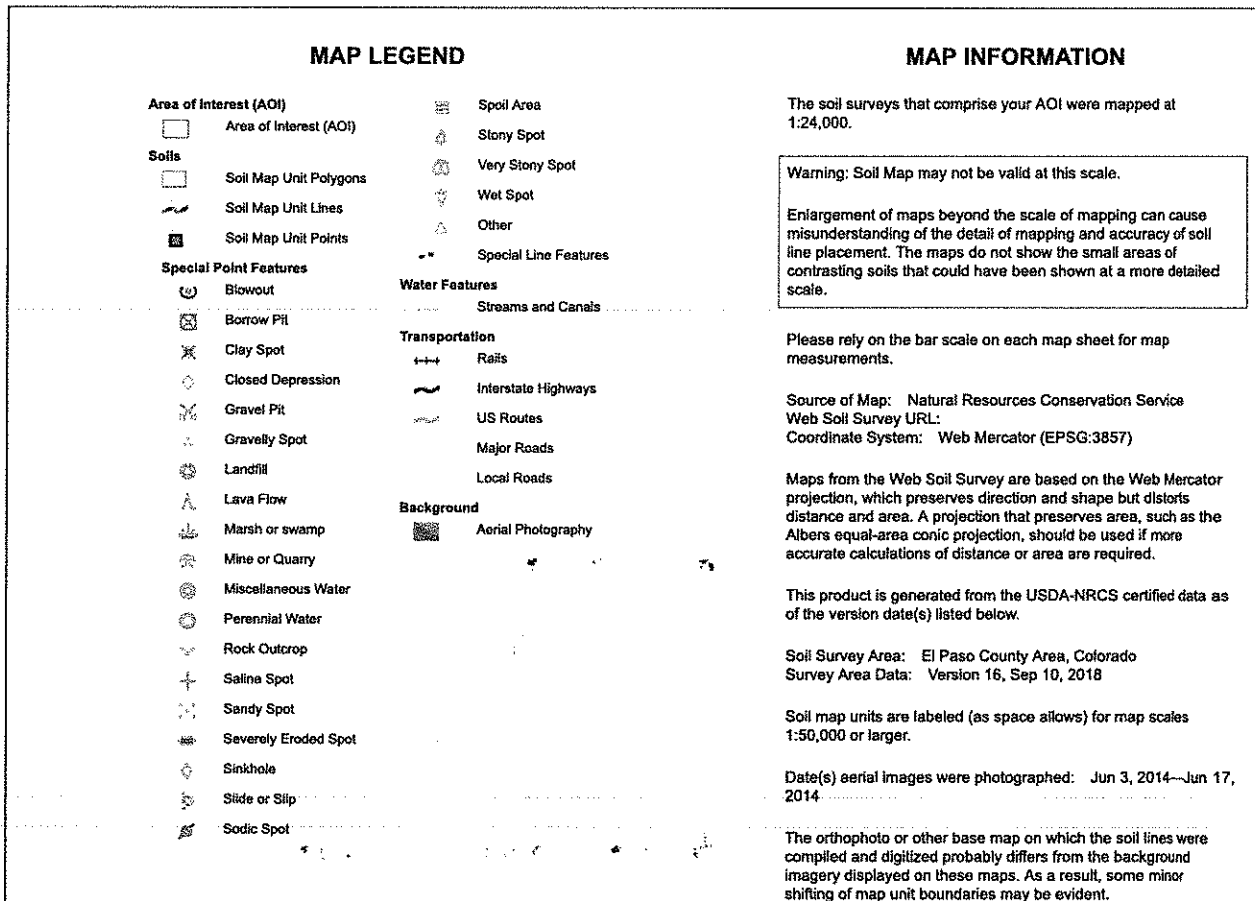 MAP LEGEND
Area of Interest (AOI)
Area of Interest (AOI)
Soils
Soil Map Unit Polygons
Soil Map Unit Lines
Soil Map Unit Points
Special Point Features
Blowout
Borrow Pit
Clay Spot
Closed Depression
Gravel Pit
Gravelly Spot
Landfill
Lava Flow
Marsh or swamp
Mine or Quarry
Miscellaneous Water
Perennial Water
Rock Outcrop
Saline Spot
Sandy Spot
Severely Eroded Spot
Sinkhole
Slide or Slip
Sodic Spot
Spoil Area
Stony Spot
Very Stony Spot
Wet Spot
Other
Special Line Features
Water Features
Streams and Canals
Transportation
Rails
Interstate Highways
US Routes
Major Roads
Local Roads
Background
Aerial Photography
MAP INFORMATION
The soil surveys that comprise your AOI were mapped at
1:24,000.
Warning: Soil Map may not be valid at this scale.
Enlargement of maps beyond the scale of mapping can cause
misunderstanding of the detail of mapping and accuracy of soil
line placement. The maps do not show the small areas of
contrasting soils that could have been shown at a more detailed
scale.
Please rely on the bar scale on each map sheet for map
measurements.
Source of Map: Natural Resources Conservation Service
Web Soil Survey URL:
Coordinate System: Web Mercator (EPSG:3857)
Maps from the Web Soil Survey are based on the Web Mercator
projection, which preserves direction and shape but distorts
distance and area. A projection that preserves area, such as the
Albers equal-area conic projection, should be used if more
accurate calculations of distance or area are required.
This product is generated from the USDA-NRCS certified data as
of the version date(s) listed below.
Soil Survey Area: El Paso County Area, Colorado
Survey Area Data: Version 16, Sep 10, 2018
Soil map units are labeled (as space allows) for map scales
1:50,000 or larger.
Date(s) aerial images were photographed: Jun 3, 2014—Jun 17,
2014
The orthophoto or other base map on which the soil lines were
compiled and digitized probably differs from the background
imagery displayed on these maps. As a result, some minor
shifting of map unit boundaries may be evident.